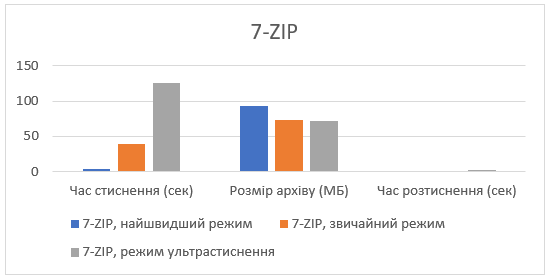 7-ZIP
150
100
50
0
Час стиснення (сек)
Розмір архіву (МБ)
Час розтиснення (сек)
7-ZIP, найшвидший режим
7-ZIP, звичайний режим
7-ZIP, режим ультрастиснення